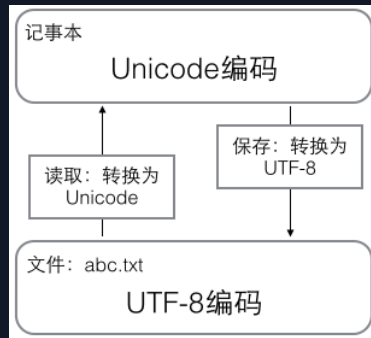 记事本
Unicode编码
读取：转换为
Unicode
保存：转换为
UTF-8
文件：abc.txt
UTF-8编码